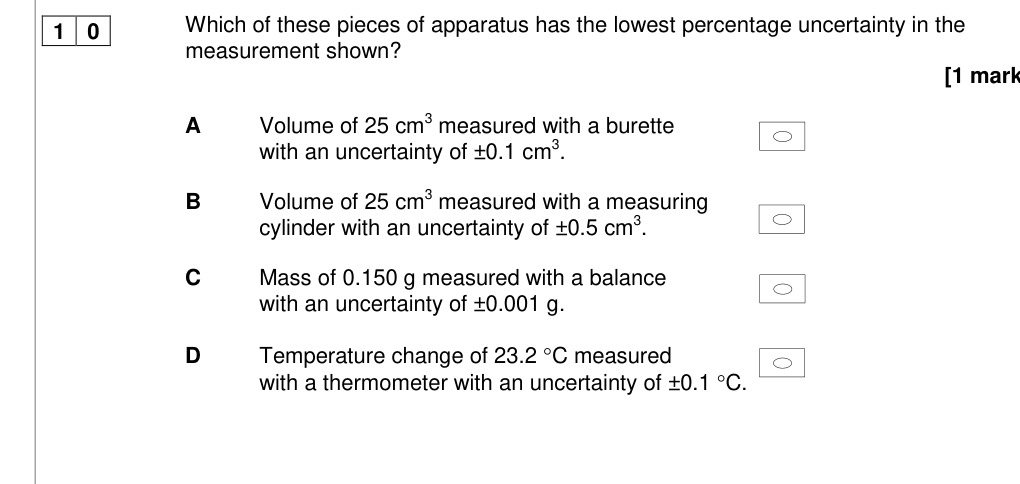 1 0
Which of these pieces of apparatus has the lowest percentage uncertainty in the
measurement shown?
[1 mark
A
Volume of 25 cm³ measured with a burette
with an uncertainty of ±0.1 cm³.
B
Volume of 25 cm³ measured with a measuring
cylinder with an uncertainty of ±0.5 cm³.
C
Mass of 0.150 g measured with a balance
with an uncertainty of ±0.001 g.
D
Temperature change of 23.2 °C measured
with a thermometer with an uncertainty of ±0.1 °C.